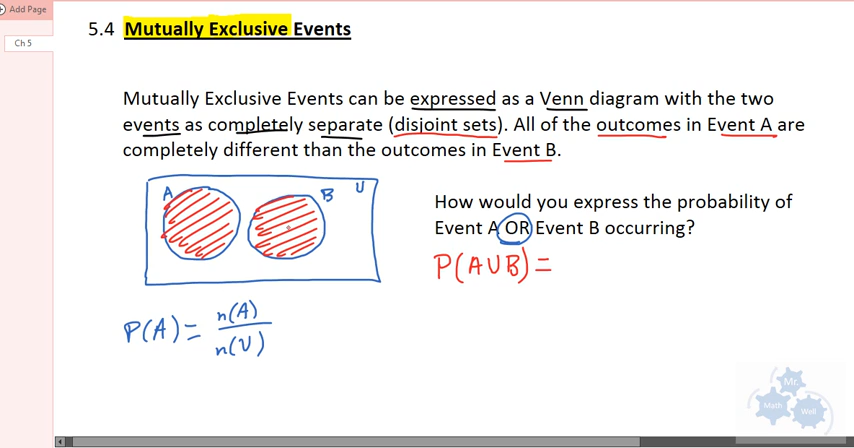 Add Page
5.4 Mutually Exclusive Events
Ch 5
Mutually Exclusive Events can be expressed as a Venn diagram with the two
events as completely separate (disjoint sets). All of the outcomes in Event A are
completely different than the outcomes in Event B.
A B U
How would you express the probability of
Event A OR Event B occurring?
P(A∪B)=
P(A)= n(A)
n(U)
Mr.
Math Wall